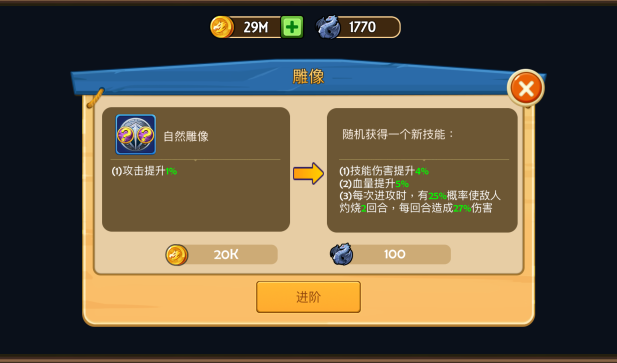 29M
1770
雕像
自然雕像
(1)攻击提升1%
随机获得一个新技能：
(1)技能伤害提升4%
(2)血量提升5%
(3)每次进攻时，有25%概率使敌人
灼烧2回合，每回合造成27%伤害
20K
100
进阶